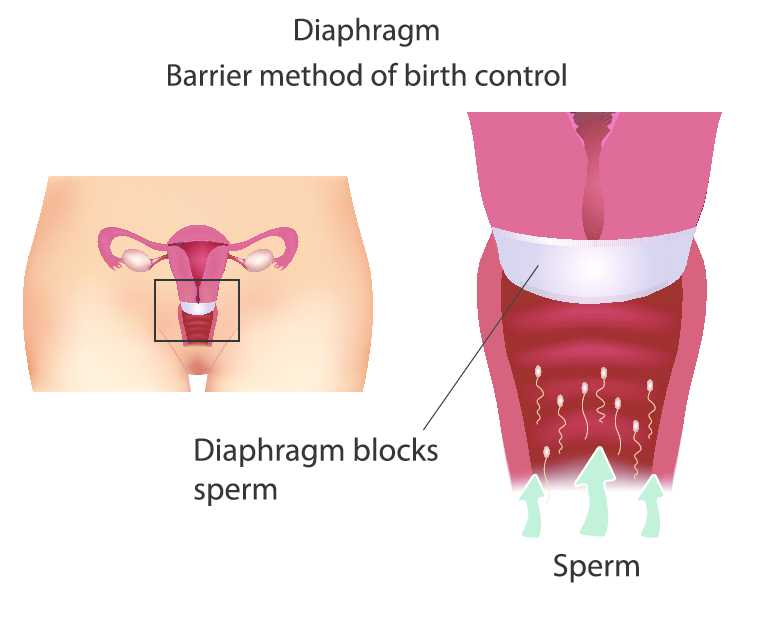 Diaphragm
Barrier method of birth control
Diaphragm blocks
sperm
Sperm